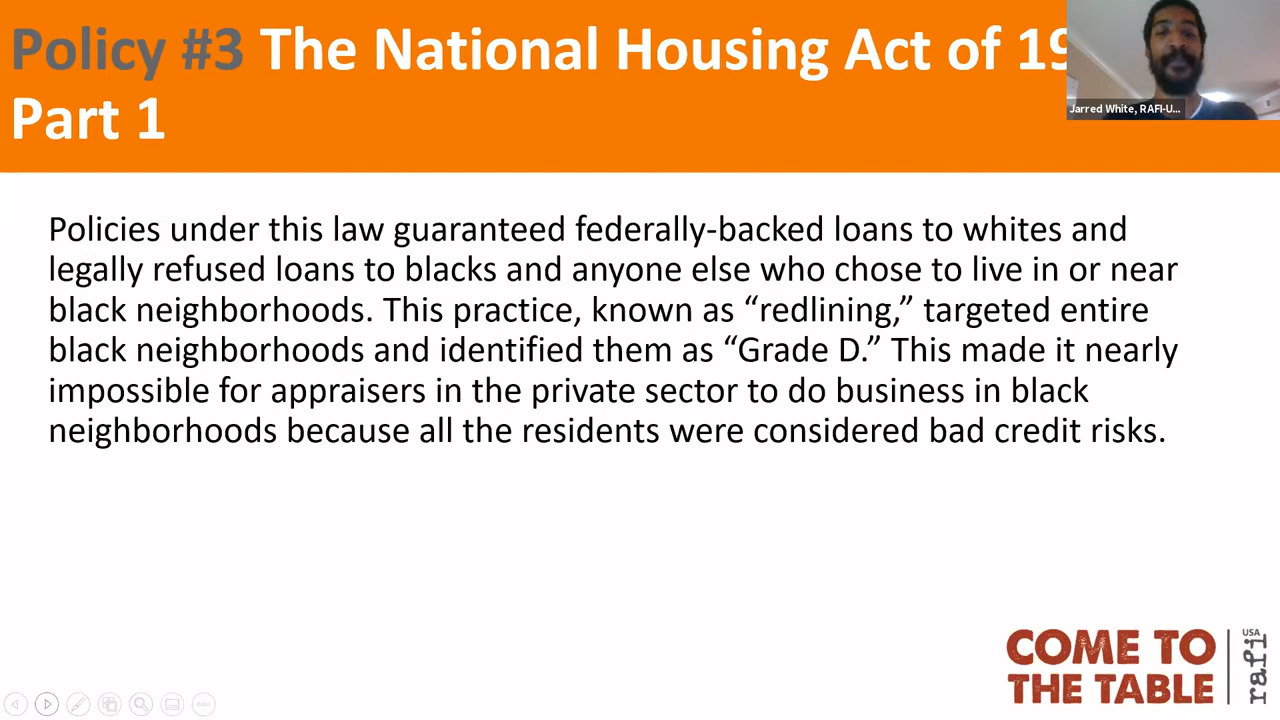 Policy #3 The National Housing Act of 19
Part 1
Jarred White, RAFI-U...
Policies under this law guaranteed federally-backed loans to whites and
legally refused loans to blacks and anyone else who chose to live in or near
black neighborhoods. This practice, known as “redlining,” targeted entire
black neighborhoods and identified them as “Grade D.” This made it nearly
impossible for appraisers in the private sector to do business in black
neighborhoods because all the residents were considered bad credit risks.
COME TO
THE TABLE
rafi
USA